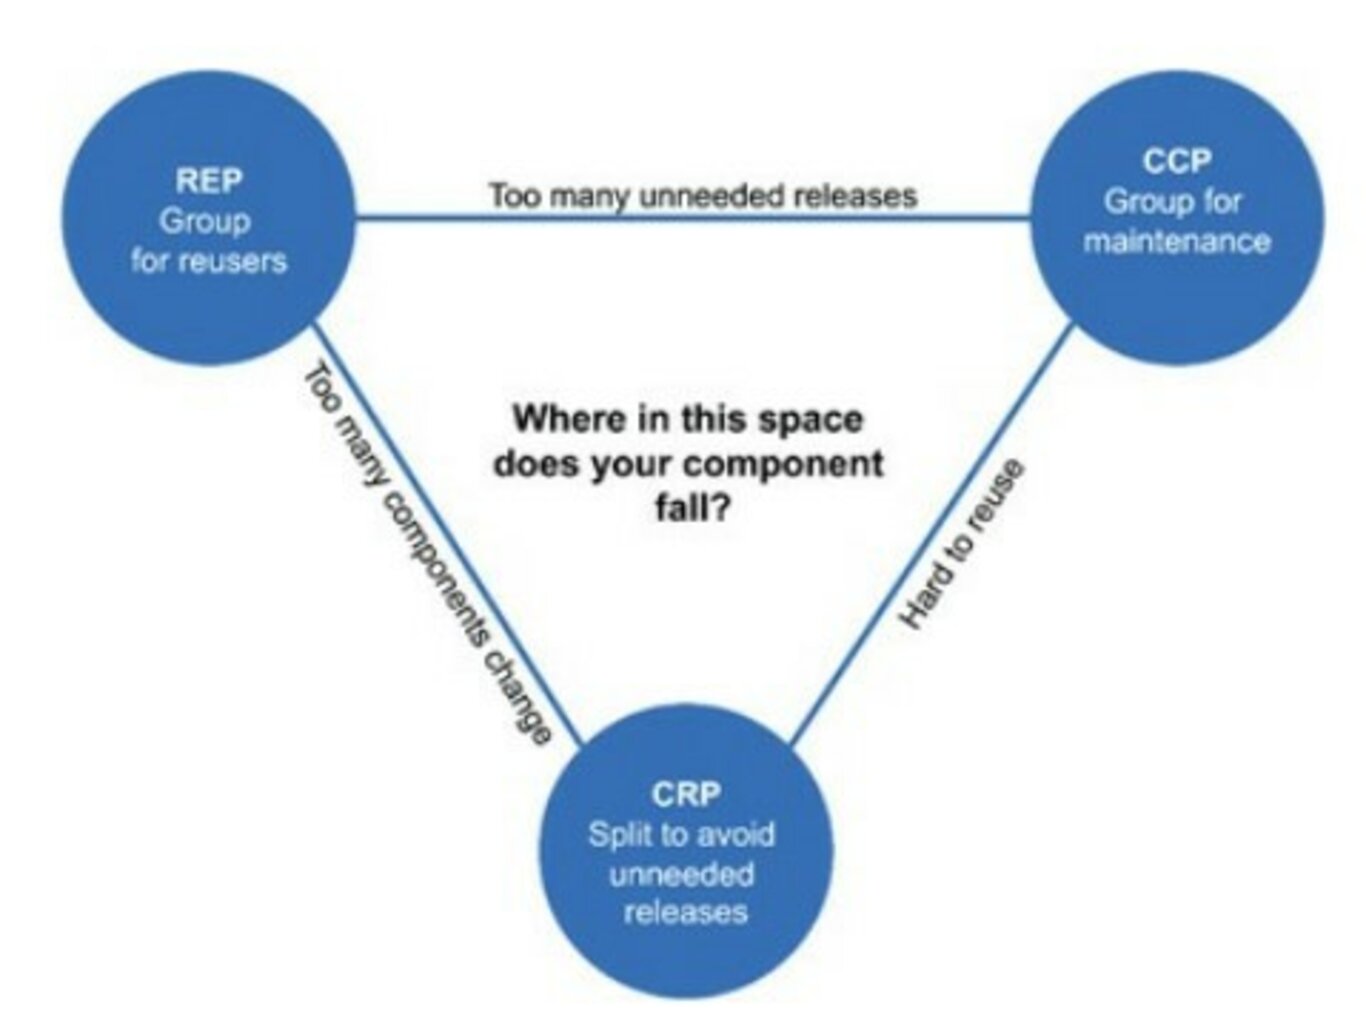 REP
Group
for reusers
Too many unneeded releases
CCP
Group for
maintenance
Too many components change
Where in this space
does your component
fall?
Hard to reuse
CRP
Split to avoid
unneeded
releases